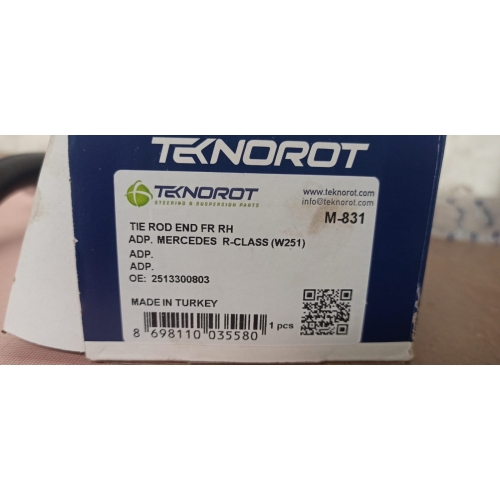 TEKNOROT
TEKNOROT
STEERING & SUSPENSION PARTS
www.teknorot.com
info@teknorot.com
M-831
TIE ROD END FR RH
ADP. MERCEDES R-CLASS (W251)
ADP.
ADP.
OE: 2513300803
MADE IN TURKEY
1 pcs
8 698110 035580